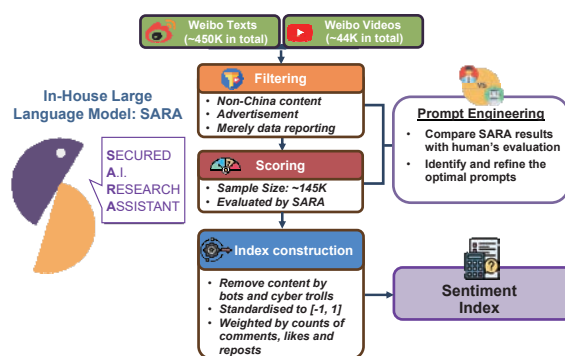 Weibo Texts
(~450K in total)
Weibo Videos
(~44K in total)
Filtering
• Non-China content
• Advertisement
• Merely data reporting
In-House Large
Language Model: SARA
SECURED
A.I.
RESEARCH
ASSISTANT
VS
Prompt Engineering
• Compare SARA results
with human's evaluation
• Identify and refine the
optimal prompts
Scoring
• Sample Size: ~145K
• Evaluated by SARA
Index construction
• Remove content by
bots and cyber trolls
• Standardised to [-1, 1]
• Weighted by counts of
comments, likes and
reposts
Sentiment
Index